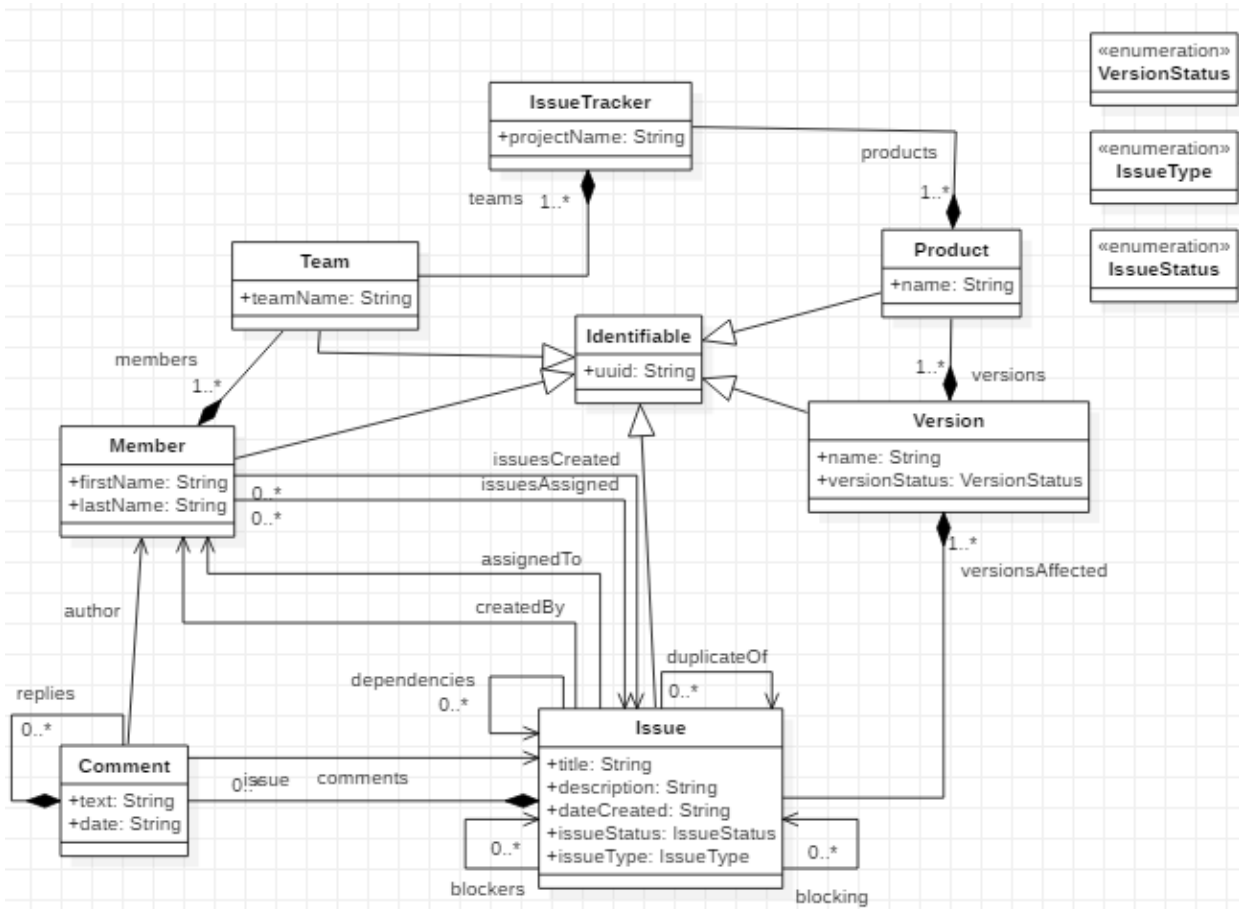 «enumeration»
VersionStatus
IssueTracker
+projectName: String
products
«enumeration»
IssueType
teams
1..*
1..*
«enumeration»
IssueStatus
Team
+teamName: String
Product
+name: String
Identifiable
+uuid: String
members
1..*
1..*
versions
Member
+firstName: String
+lastName: String
Version
+name: String
+versionStatus: VersionStatus
issuesCreated
0..*
issuesAssigned
0..*
1..*
versionsAffected
assignedTo
createdBy
author
duplicateOf
0..*
dependencies
0..*
replies
0..*
Issue
+title: String
+description: String
+dateCreated: String
+issueStatus: IssueStatus
+issueType: IssueType
Comment
+text: String
+date: String
0..*
issue
comments
0..*
blockers
0..*
blocking